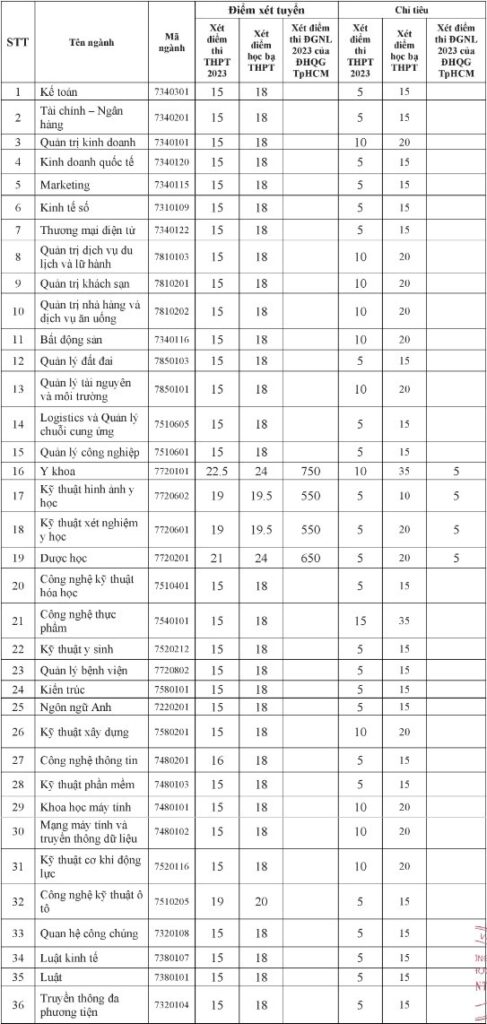 STT Tên ngành Mã ngành Điểm xét tuyển Chỉ tiêu
Xét điểm thi THPT 2023 Xét điểm học bạ THPT Xét điểm thi ĐGNL 2023 của ĐHQG TpHCM Xét điểm thi THPT 2023 Xét điểm học bạ THPT Xét điểm thi ĐGNL 2023 của ĐHQG TpHCM
1 Kế toán 7340301 15 18 5 15
2 Tài chính – Ngân hàng 7340201 15 18 5 15
3 Quản trị kinh doanh 7340101 15 18 10 20
4 Kinh doanh quốc tế 7340120 15 18 5 15
5 Marketing 7340115 15 18 5 15
6 Kinh tế số 7310109 15 18 5 15
7 Thương mại điện tử 7340122 15 18 5 15
8 Quản trị dịch vụ du lịch và lữ hành 7810103 15 18 10 20
9 Quản trị khách sạn 7810201 15 18 10 20
10 Quản trị nhà hàng và dịch vụ ăn uống 7810202 15 18 10 20
11 Bất động sản 7340116 15 18 10 20
12 Quản lý đất đai 7850103 15 18 5 15
13 Quản lý tài nguyên và môi trường 7850101 15 18 10 20
14 Logistics và Quản lý chuỗi cung ứng 7510605 15 18 5 15
15 Quản lý công nghiệp 7510601 15 18 5 15
16 Y khoa 7720101 22.5 24 750 10 35 5
17 Kỹ thuật hình ảnh y học 7720602 19 19.5 550 5 10 5
18 Kỹ thuật xét nghiệm y học 7720601 19 19.5 550 5 20 5
19 Dược học 7720201 21 24 650 5 20 5
20 Công nghệ kỹ thuật hóa học 7510401 15 18 5 15
21 Công nghệ thực phẩm 7540101 15 18 15 35
22 Kỹ thuật y sinh 7520212 15 18 5 15
23 Quản lý bệnh viện 7720802 15 18 5 15
24 Kiến trúc 7580101 15 18 5 15
25 Ngôn ngữ Anh 7220201 15 18 5 15
26 Kỹ thuật xây dựng 7580201 15 18 10 20
27 Công nghệ thông tin 7480201 16 18 5 15
28 Kỹ thuật phần mềm 7480103 15 18 5 15
29 Khoa học máy tính 7480101 15 18 10 20
30 Mạng máy tính và truyền thông dữ liệu 7480102 15 18 10 20
31 Kỹ thuật cơ khí động lực 7520116 15 18 10 20
32 Công nghệ kỹ thuật ô tô 7510205 19 20 5 15
33 Quan hệ công chúng 7320108 15 18 5 15
34 Luật kinh tế 7380107 15 18 5 15
35 Luật 7380101 15 18 5 15
36 Truyền thông đa phương tiện 7320104 15 18 5 15